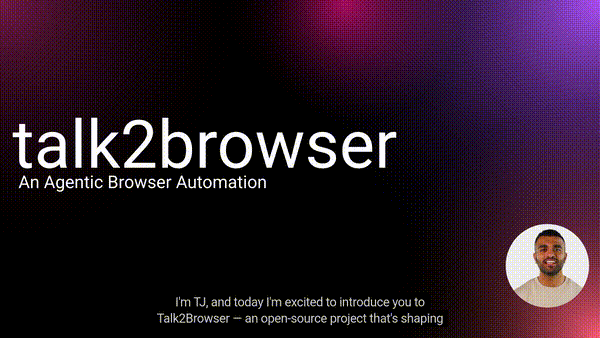 talk2browser
An Agentic Browser Automation
I'm TJ, and today I'm excited to introduce you to
Talk2Browser — an open-source project that's shaping